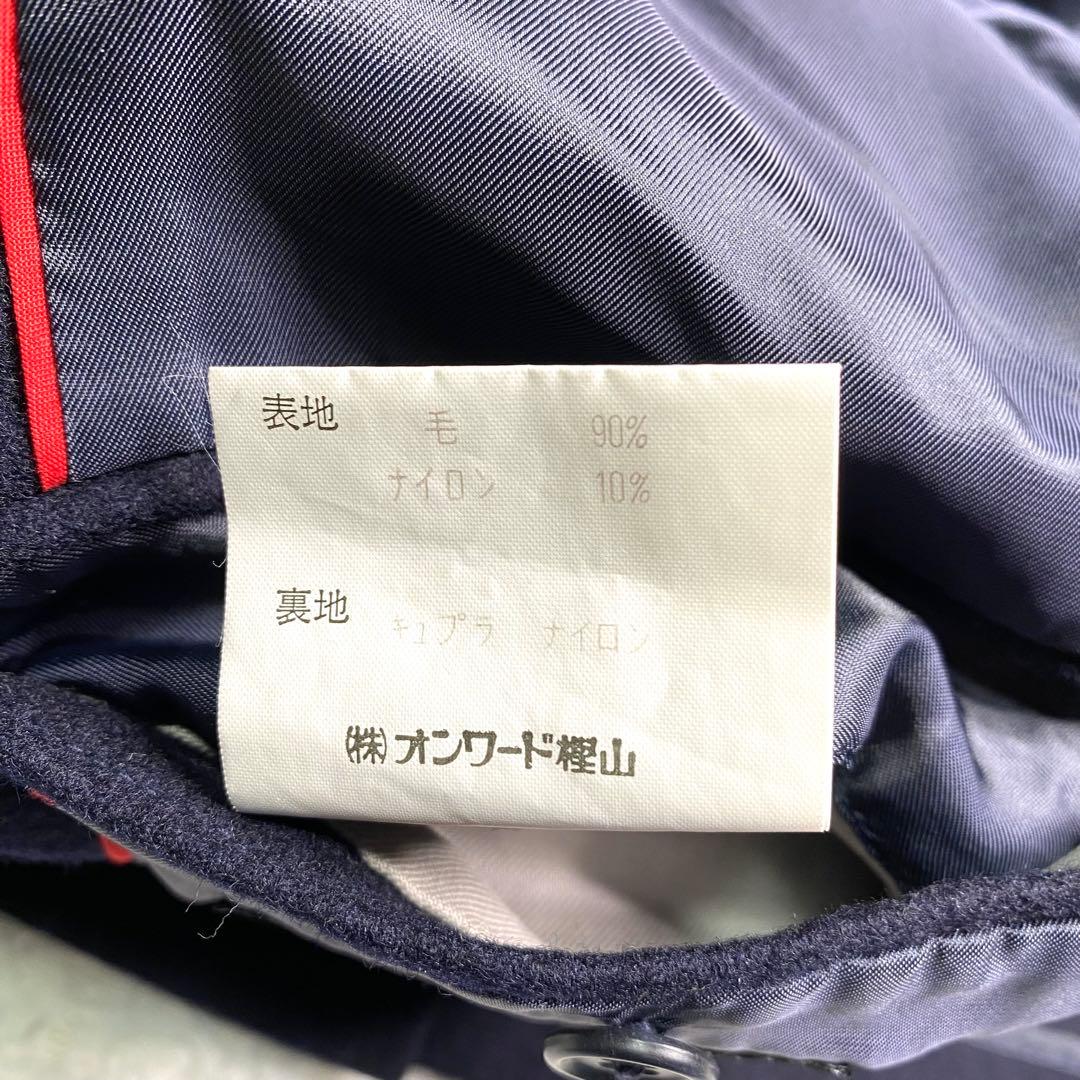 表地 毛 90%
ナイロン 10%
裏地 キュプラ ナイロン
(株)オンワード樫山